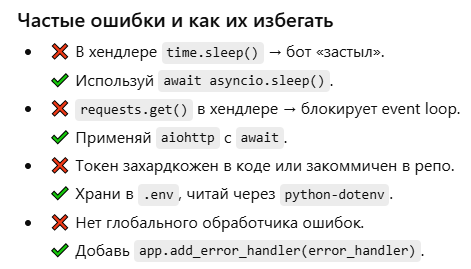 Частые ошибки и как их избегать
• ❌ В хендлере time.sleep() → бот «застыл».
✔ Используй await asyncio.sleep().
• ❌ requests.get() в хендлере → блокирует event loop.
✔ Применяй aiohttp с await.
• ❌ Токен захардкожен в коде или закоммичен в репо.
✔ Храни в .env, читай через python-dotenv.
• ❌ Нет глобального обработчика ошибок.
✔ Добавь app.add_error_handler(error_handler).